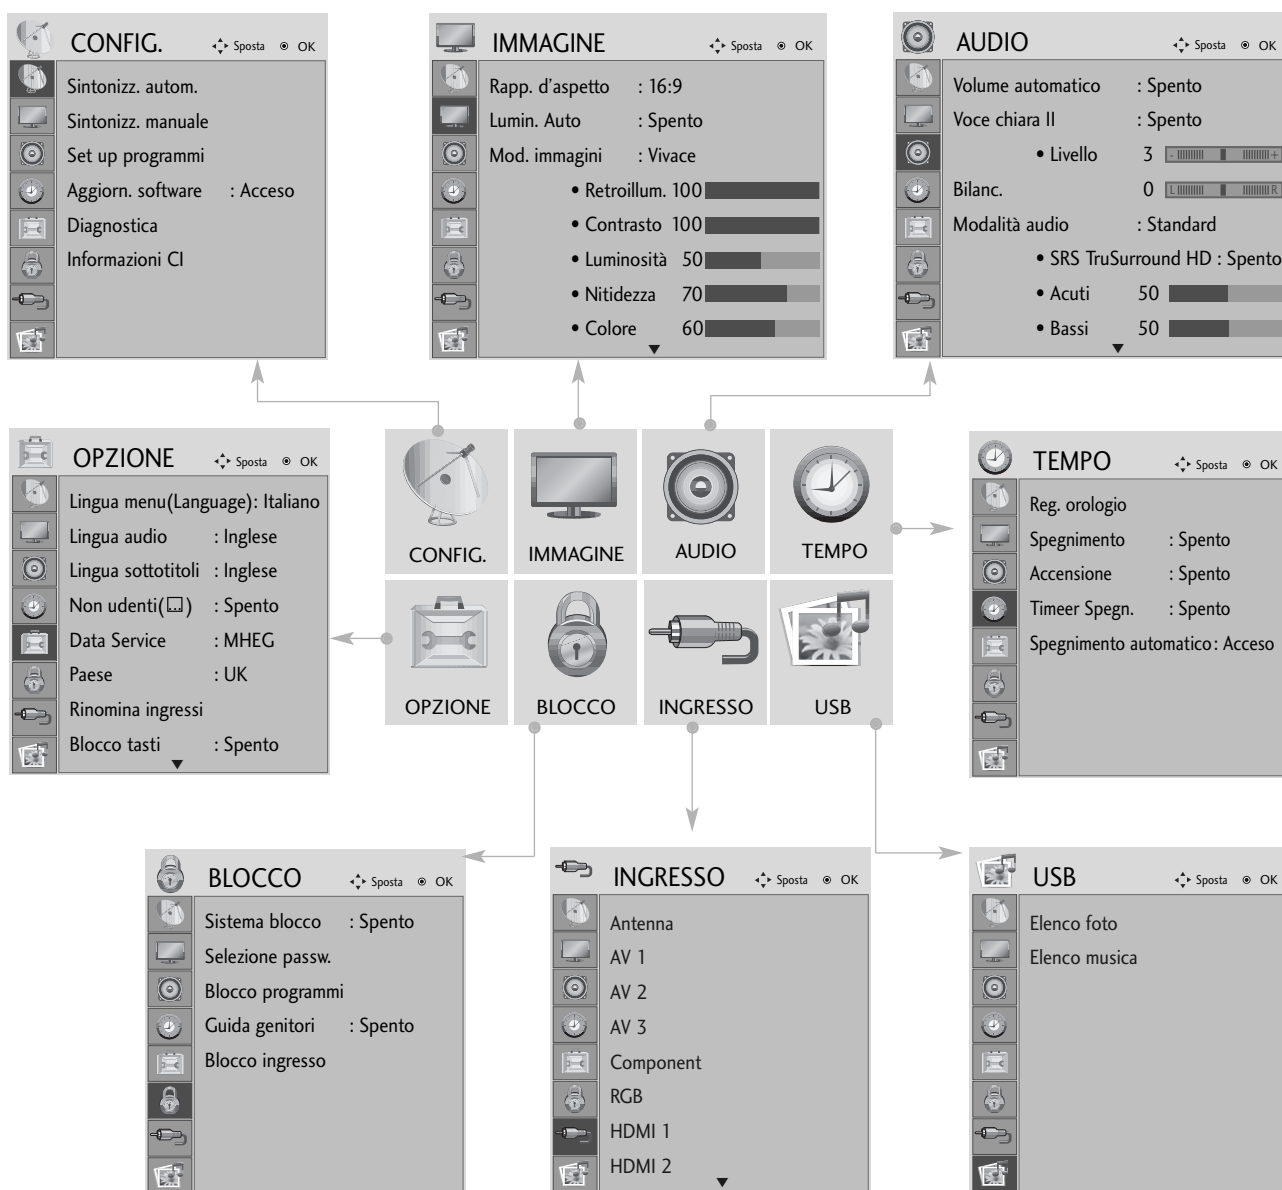 CONFIG. Sposta OK
Sintonizz. autom.
Sintonizz. manuale
Set up programmi
Aggiorn. software : Acceso
Diagnostica
Informazioni CI
IMMAGINE Sposta OK
Rapp. d'aspetto : 16:9
Lumin. Auto : Spento
Mod. immagini : Vivace
• Retroillum. 100
• Contrasto 100
• Luminosità 50
• Nitidezza 70
• Colore 60
AUDIO Sposta OK
Volume automatico : Spento
Voce chiara II : Spento
• Livello 3 - +
Bilanc. 0 L R
Modalità audio : Standard
• SRS TruSurround HD : Spento
• Acuti 50
• Bassi 50
OPZIONE Sposta OK
Lingua menu(Language): Italiano
Lingua audio : Inglese
Lingua sottotitoli : Inglese
Non udenti( ) : Spento
Data Service : MHEG
Paese : UK
Rinomina ingressi
Blocco tasti : Spento
CONFIG. IMMAGINE AUDIO TEMPO
OPZIONE BLOCCO INGRESSO USB
TEMPO Sposta OK
Reg. orologio
Spegnimento : Spento
Accensione : Spento
Timeer Spegn. : Spento
Spegnimento automatico: Acceso
BLOCCO Sposta OK
Sistema blocco : Spento
Selezione passw.
Blocco programmi
Guida genitori : Spento
Blocco ingresso
INGRESSO Sposta OK
Antenna
AV 1
AV 2
AV 3
Component
RGB
HDMI 1
HDMI 2
USB Sposta OK
Elenco foto
Elenco musica